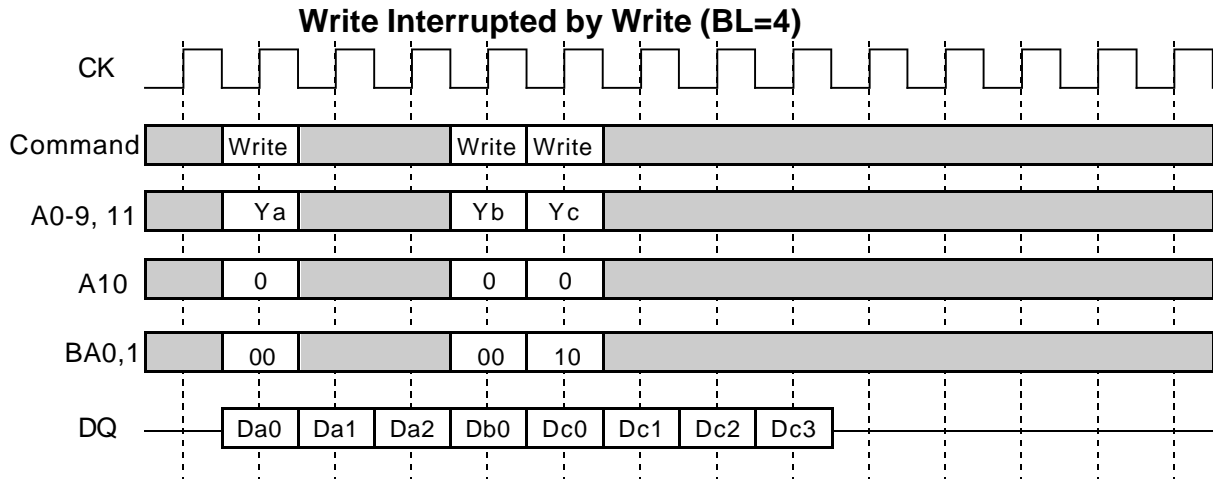 Write Interrupted by Write (BL=4)
CK
Command Write Write Write
A0-9, 11 Ya Yb Yc
A10 0 0 0
BA0,1 00 00 10
DQ Da0 Da1 Da2 Db0 Dc0 Dc1 Dc2 Dc3